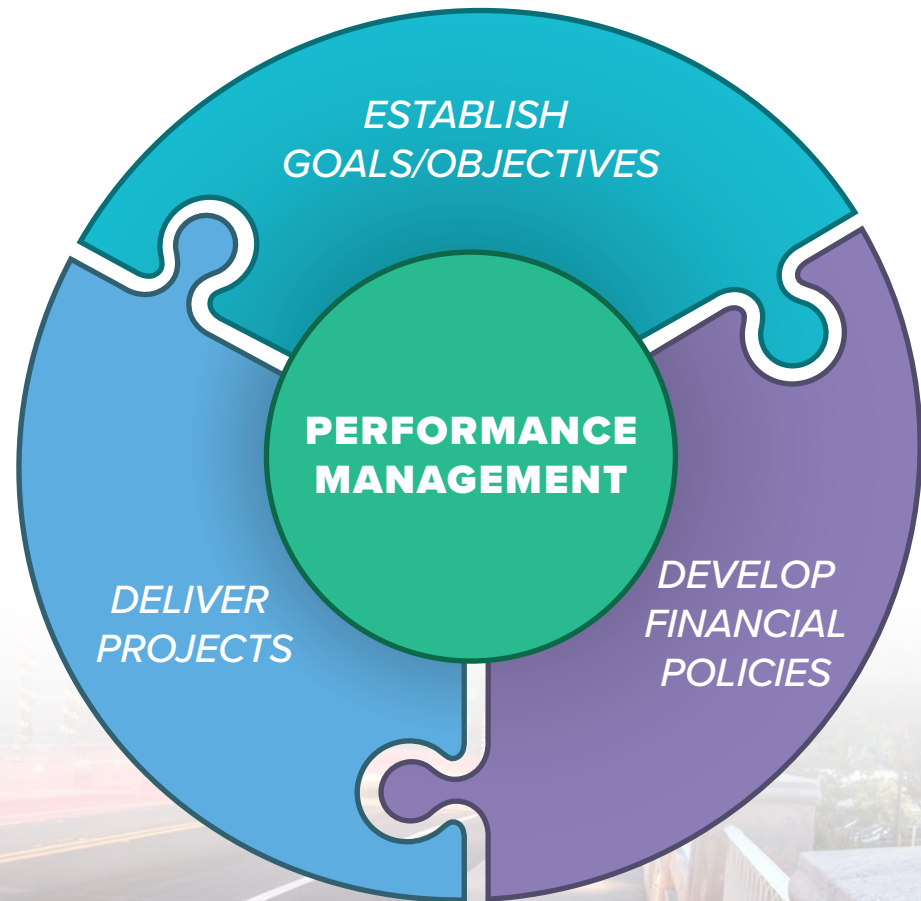 ESTABLISH
GOALS/OBJECTIVES
PERFORMANCE
MANAGEMENT
DEVELOP
FINANCIAL
POLICIES
DELIVER
PROJECTS